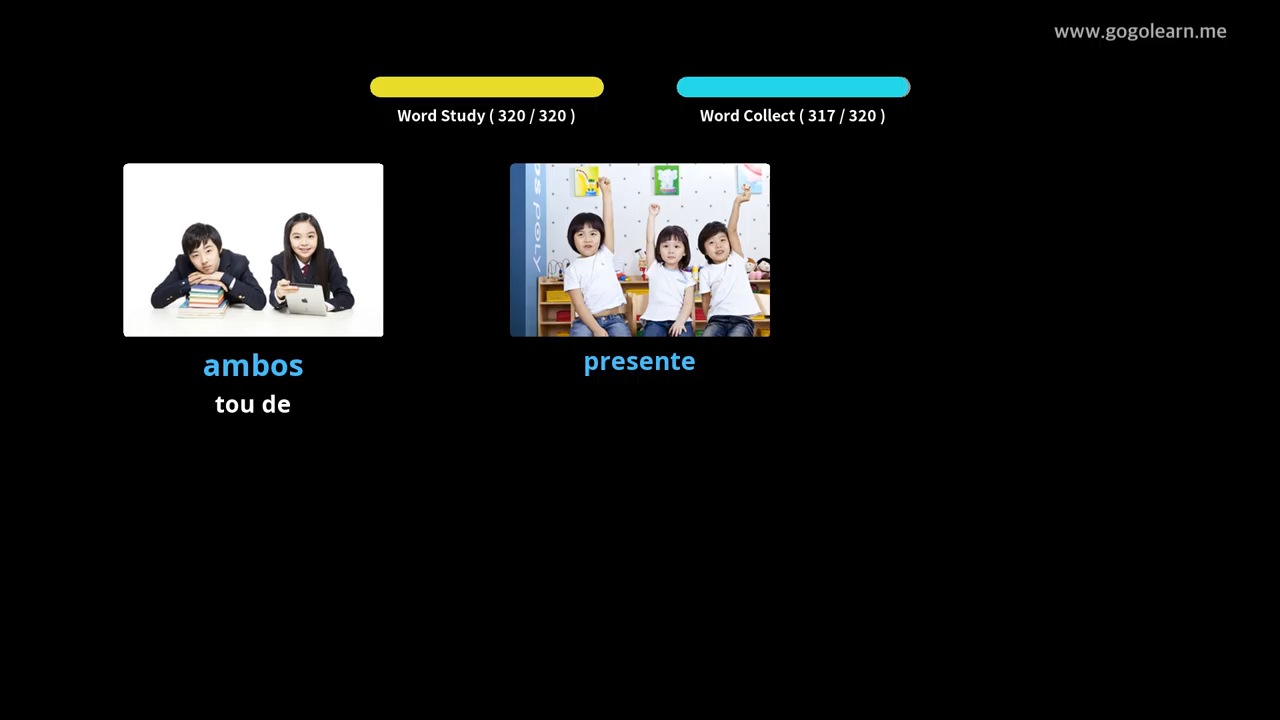 www.gogolearn.me
Word Study ( 320 / 320 )
Word Collect ( 317 / 320 )
ambos
tou de
presente